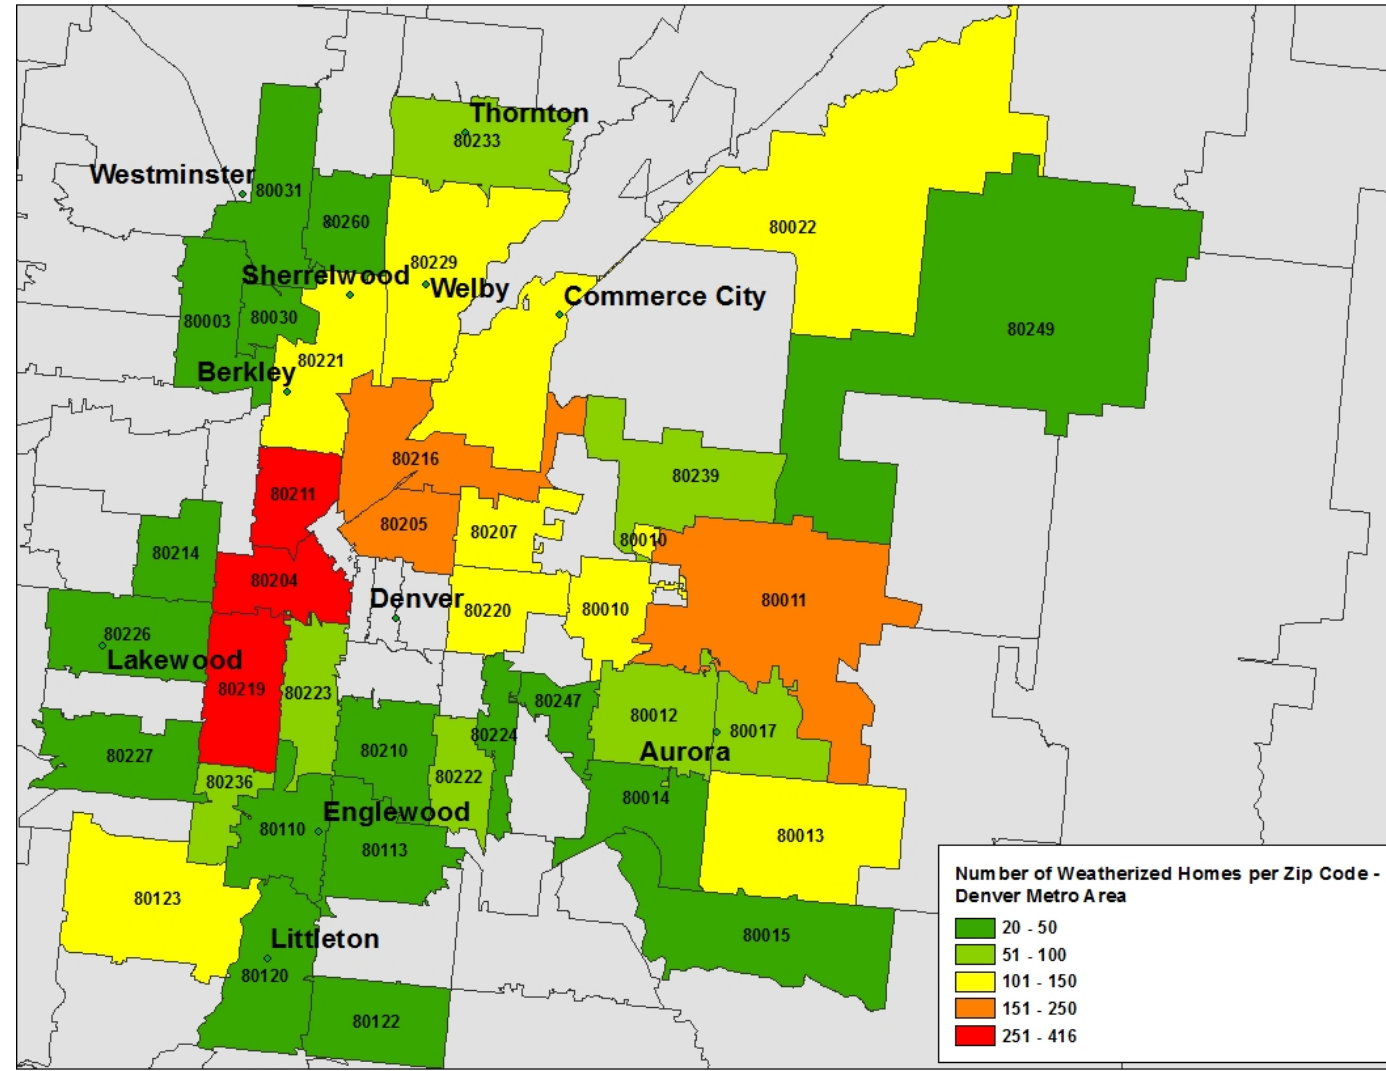 Thornton
80233
Westminster
80031
80260
80022
80229
Sherrelwood
Welby
Commerce City
80003
80030
80249
80221
Berkley
80216
80239
80211
80205
80207
80010
80214
80204
80011
Denver
80220
80010
80226
Lakewood
80219
80223
80247
80012
80017
80224
80227
80210
Aurora
80236
80222
80014
Englewood
80110
80013
80113
80123
Littleton
80015
80120
80122
Number of Weatherized Homes per Zip Code -
Denver Metro Area
20 - 50
51 - 100
101 - 150
151 - 250
251 - 416